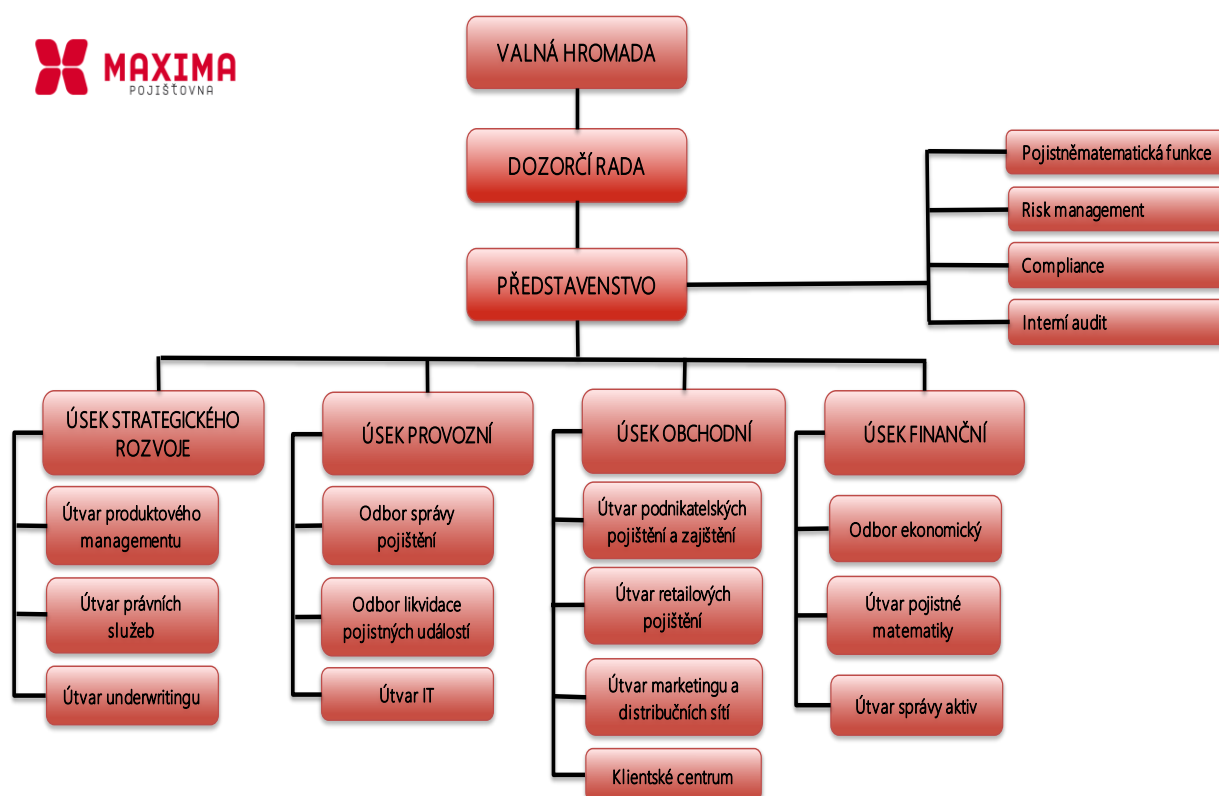 MAXIMA
POJIŠŤOVNA
VALNÁ HROMADA
DOZORČÍ RADA
PŘEDSTAVENSTVO
Pojistněmatematická funkce
Risk management
Compliance
Interní audit
ÚSEK STRATEGICKÉHO
ROZVOJE
Útvar produktového
managementu
Útvar právních
služeb
Útvar underwritingu
ÚSEK PROVOZNÍ
Odbor správy
pojištění
Odbor likvidace
pojistných událostí
Útvar IT
ÚSEK OBCHODNÍ
Útvar podnikatelských
pojištění a zajištění
Útvar retailových
pojištění
Útvar marketingu a
distribučních sítí
Klientské centrum
ÚSEK FINANČNÍ
Odbor ekonomický
Útvar pojistné
matematiky
Útvar správy aktiv